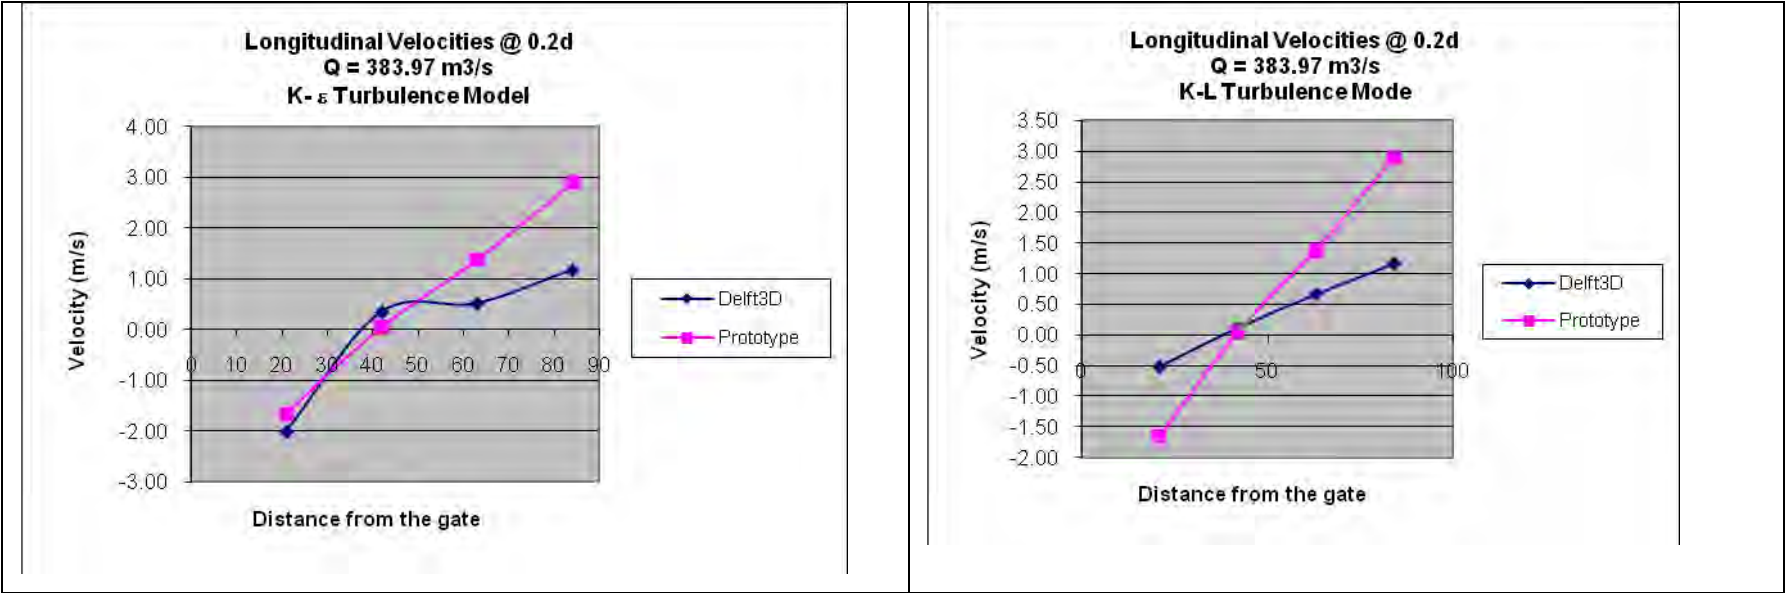 Longitudinal Velocities @ 0.2d
Q = 383.97 m3/s
K- ε Turbulence Model
4.00
3.00
2.00
1.00
0.00
-1.00
-2.00
-3.00
0 10 20 30 40 50 60 70 80 90
Velocity (m/s)
Distance from the gate
Delft3D
Prototype
Longitudinal Velocities @ 0.2d
Q = 383.97 m3/s
K-L Turbulence Mode
3.50
3.00
2.50
2.00
1.50
1.00
0.50
0.00
-0.50
-1.00
-1.50
-2.00
0 50 100
Velocity (m/s)
Distance from the gate
Delft3D
Prototype